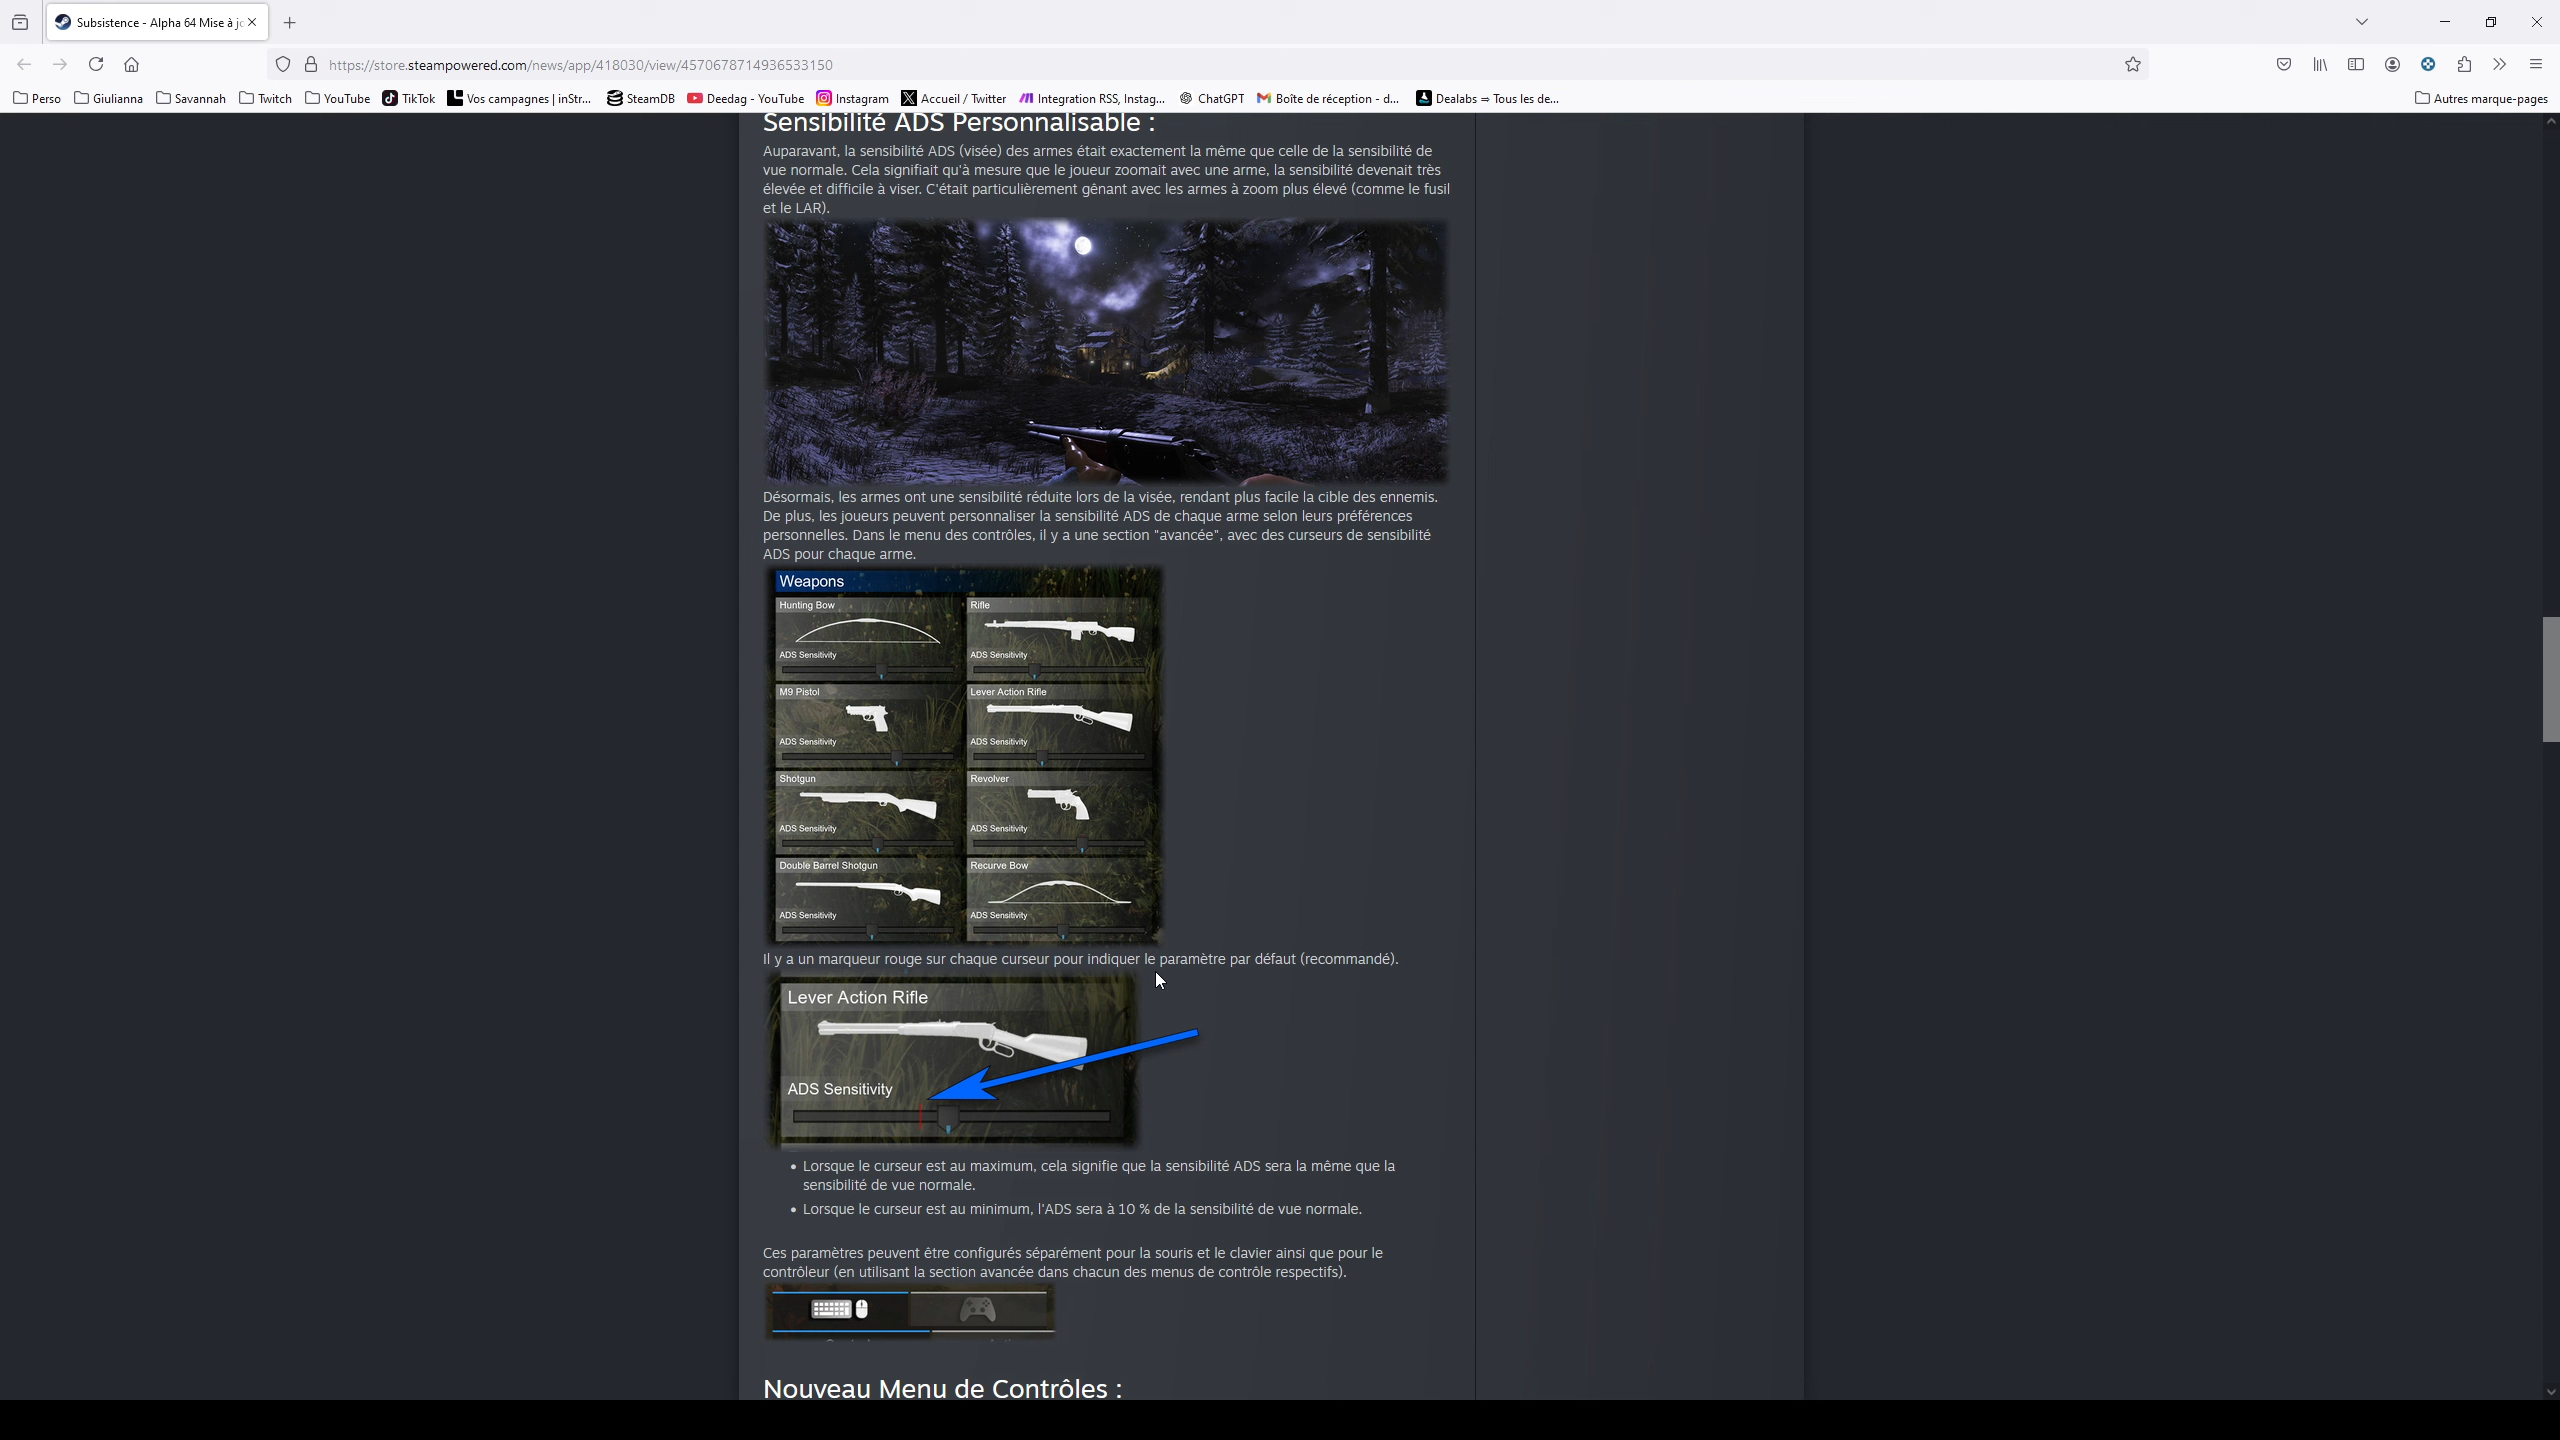 Subsistence - Alpha 64 Mise à jo
https://store.steampowered.com/news/app/418030/view/4570678714936533150
Perso
Giulianna
Savannah
Twitch
YouTube
TikTok
Vos campagnes | inStr...
SteamDB
Deedag - YouTube
Instagram
Accueil / Twitter
Integration RSS, Instag...
ChatGPT
Boîte de réception - d...
Dealabs ⇒ Tous les de...
Autres marque-pages
Sensibilité ADS Personnalisable :
Auparavant, la sensibilité ADS (visée) des armes était exactement la même que celle de la sensibilité de
vue normale. Cela signifiait qu'à mesure que le joueur zoomait avec une arme, la sensibilité devenait très
élevée et difficile à viser. C'était particulièrement gênant avec les armes à zoom plus élevé (comme le fusil
et le LAR).
Désormais, les armes ont une sensibilité réduite lors de la visée, rendant plus facile la cible des ennemis.
De plus, les joueurs peuvent personnaliser la sensibilité ADS de chaque arme selon leurs préférences
personnelles. Dans le menu des contrôles, il y a une section "avancée", avec des curseurs de sensibilité
ADS pour chaque arme.
Weapons
Hunting Bow
ADS Sensitivity
Rifle
ADS Sensitivity
M9 Pistol
ADS Sensitivity
Lever Action Rifle
ADS Sensitivity
Shotgun
ADS Sensitivity
Revolver
ADS Sensitivity
Double Barrel Shotgun
ADS Sensitivity
Recurve Bow
ADS Sensitivity
Il y a un marqueur rouge sur chaque curseur pour indiquer le paramètre par défaut (recommandé).
Lever Action Rifle
ADS Sensitivity
• Lorsque le curseur est au maximum, cela signifie que la sensibilité ADS sera la même que la
sensibilité de vue normale.
• Lorsque le curseur est au minimum, l'ADS sera à 10 % de la sensibilité de vue normale.
Ces paramètres peuvent être configurés séparément pour la souris et le clavier ainsi que pour le
contrôleur (en utilisant la section avancée dans chacun des menus de contrôle respectifs).
Nouveau Menu de Contrôles :